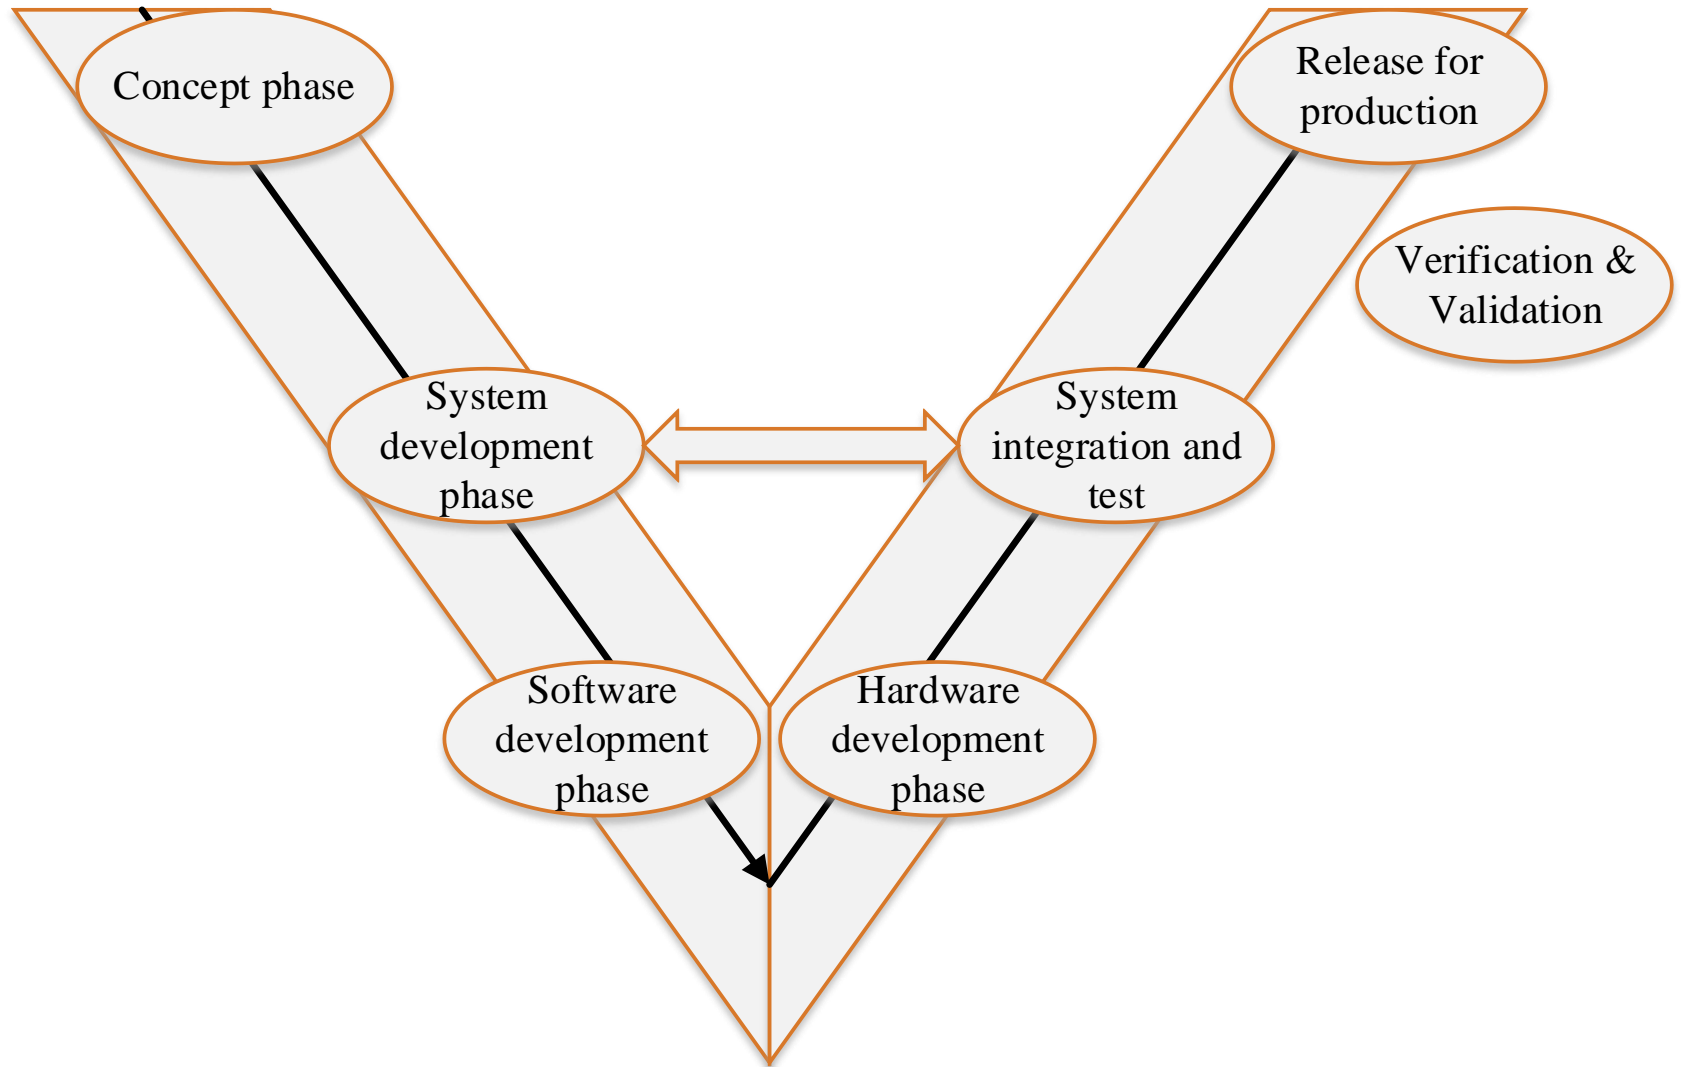 Concept phase
Release for
production
Verification &
Validation
System
development
phase
System
integration and
test
Software
development
phase
Hardware
development
phase